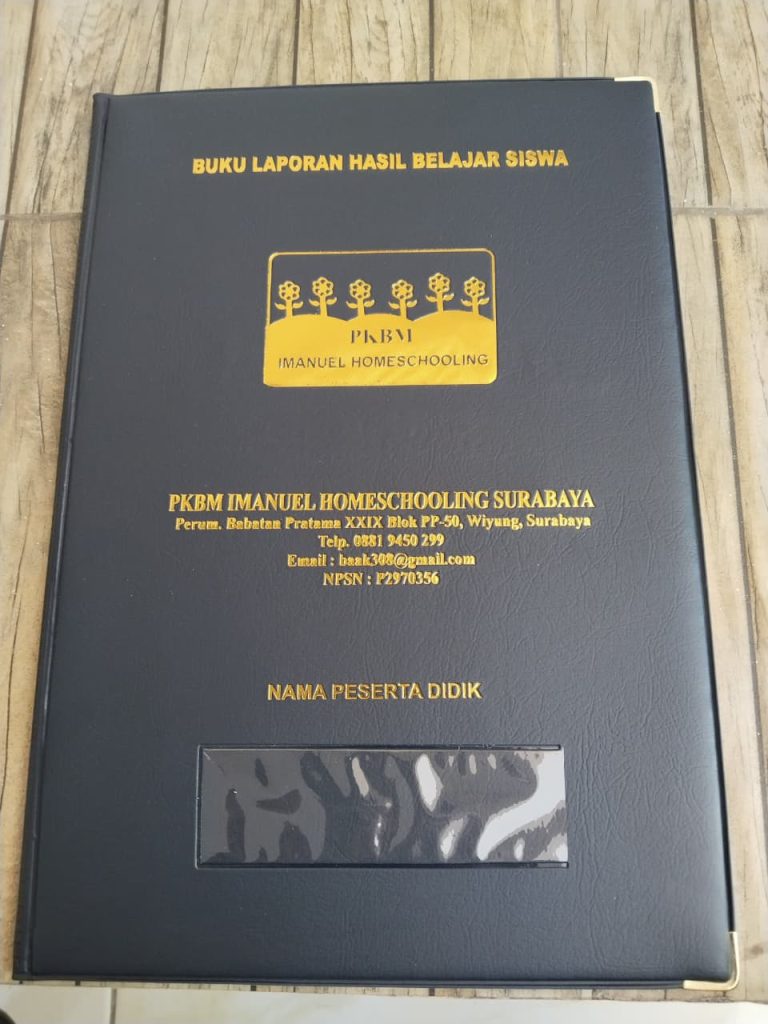 BUKU LAPORAN HASIL BELAJAR SISWA
PKBM
IMANUEL HOMESCHOOLING
PKBM IMANUEL HOMESCHOOLING SURABAYA
Perum. Babatan Pratama XXIX Blok PP-50, Wiyung, Surabaya
Telp. 0881 9450 299
Email : baak308@gmail.com
NPSN : P2970356
NAMA PESERTA DIDIK